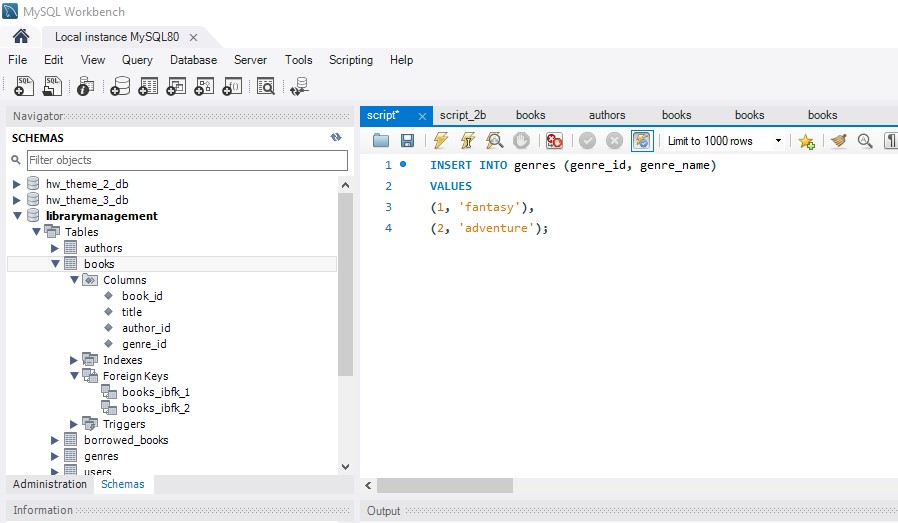 MySQL Workbench
Local instance MySQL80
File Edit View Query Database Server Tools Scripting Help
Navigator
SCHEMAS
Filter objects
hw_theme_2_db
hw_theme_3_db
librarymanagement
Tables
authors
books
Columns
book_id
title
author_id
genre_id
Indexes
Foreign Keys
books_ibfk_1
books_ibfk_2
Triggers
borrowed_books
genres
users
Administration Schemas
Information
script* script_2b books authors books books books
Limit to 1000 rows
1 INSERT INTO genres (genre_id, genre_name)
2 VALUES
3 (1, 'fantasy'),
4 (2, 'adventure');
Output